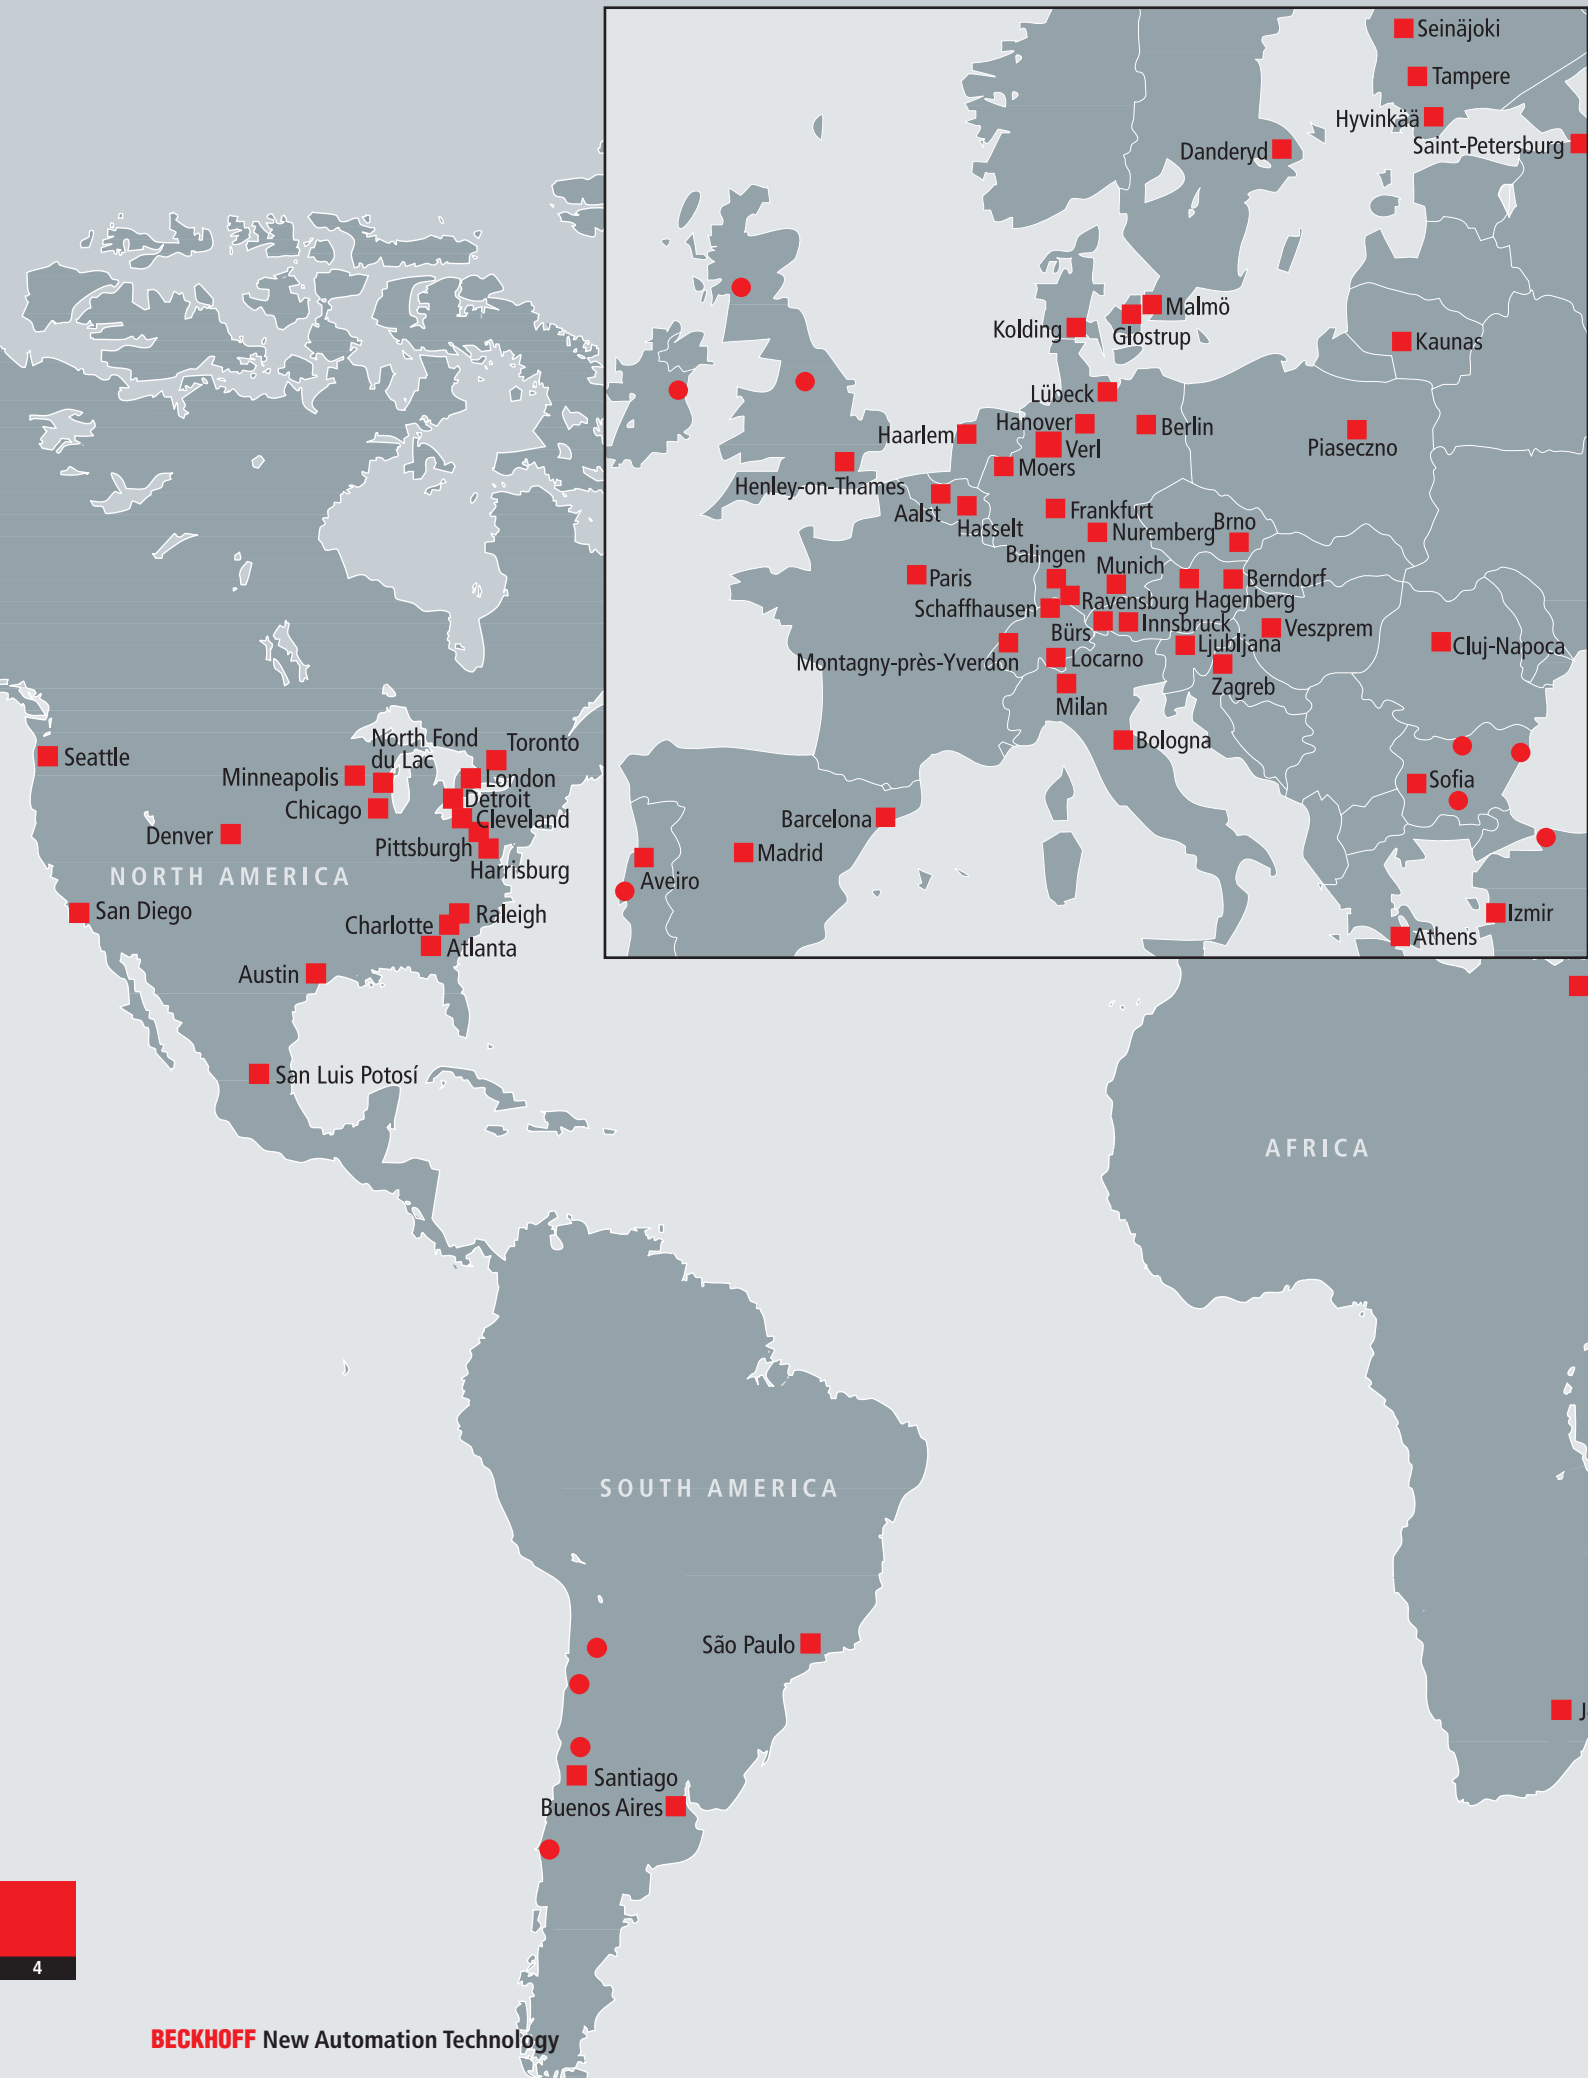 Seinäjoki
Tampere
Hyvinkää
Saint-Petersburg
Danderyd
Malmö
Kolding
Glostrup
Kaunas
Lübeck
Hanover
Berlin
Haarlem
Verl
Piaseczno
Moers
Henley-on-Thames
Aalst
Hasselt
Frankfurt
Nuremberg
Brno
Balingen
Munich
Paris
Berndorf
Schaffhausen
Ravensburg
Hagenberg
Bürs
Innsbruck
Veszprem
Ljubljana
Cluj-Napoca
Montagny-près-Yverdon
Locarno
Zagreb
Milan
Bologna
Sofia
Barcelona
Madrid
Aveiro
Izmir
Athens
Seattle
North Fond
du Lac
Toronto
Minneapolis
London
Detroit
Chicago
Cleveland
Denver
Pittsburgh
Harrisburg
NORTH AMERICA
San Diego
Raleigh
Charlotte
Atlanta
Austin
San Luis Potosí
AFRICA
SOUTH AMERICA
São Paulo
Santiago
Buenos Aires
4
BECKHOFF New Automation Technology